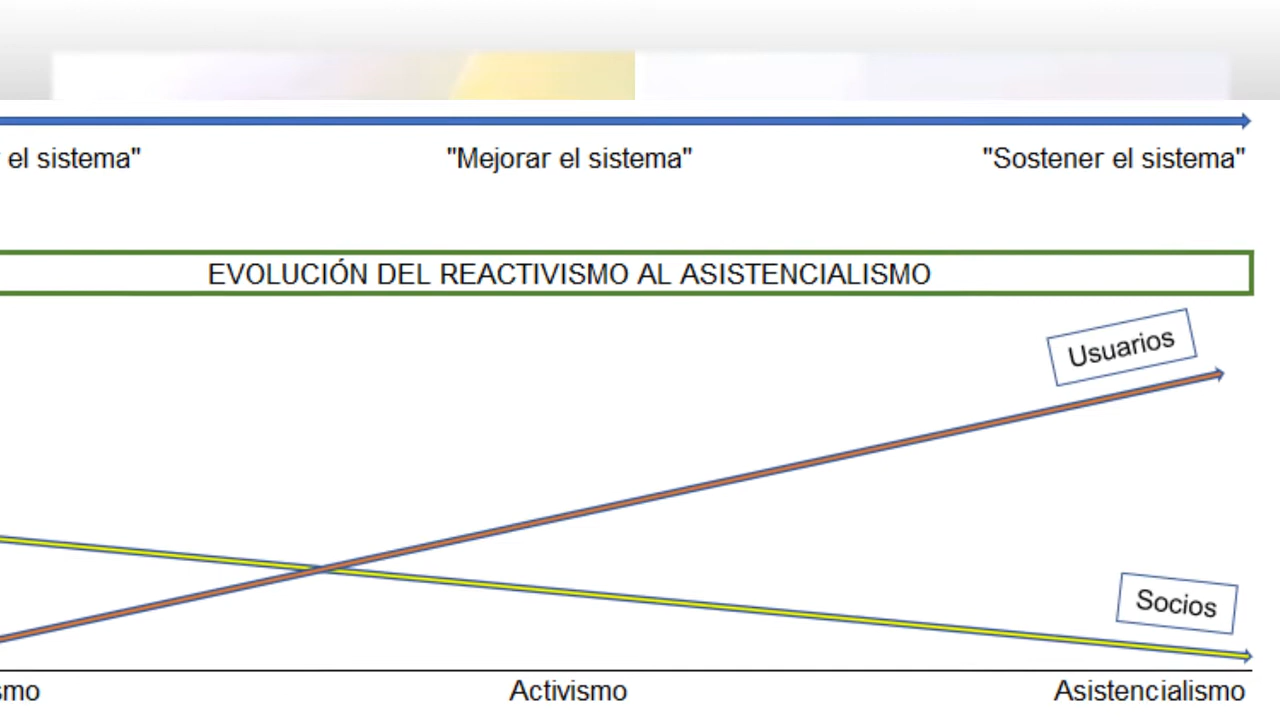 el sistema" "Mejorar el sistema" "Sostener el sistema"
EVOLUCIÓN DEL REACTIVISMO AL ASISTENCIALISMO
Usuarios
Socios
smo Activismo Asistencialismo